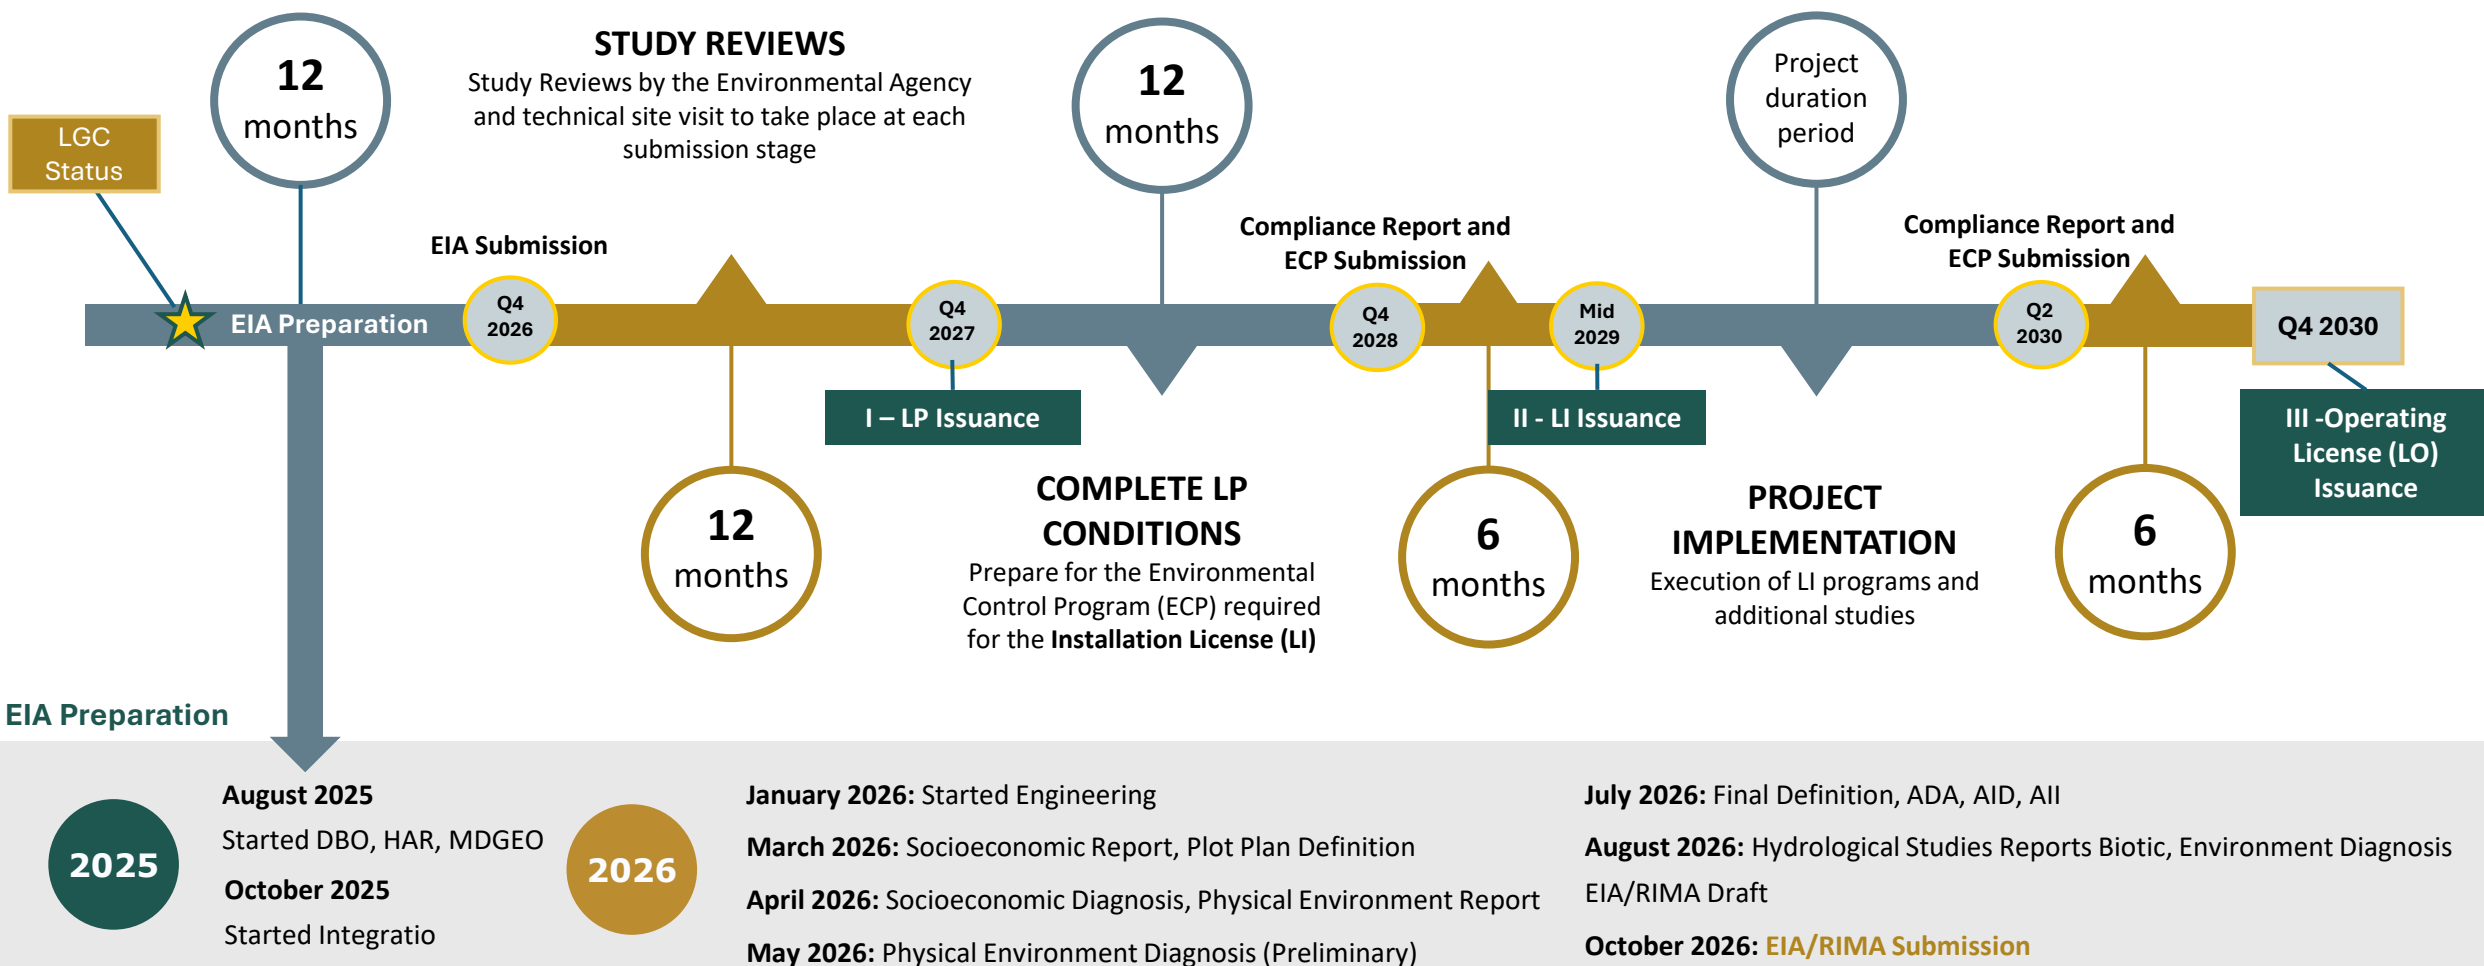 12
months
STUDY REVIEWS
Study Reviews by the Environmental Agency
and technical site visit to take place at each
submission stage
12
months
Project
duration
period
LGC
Status
EIA Submission
Compliance Report and
ECP Submission
Compliance Report and
ECP Submission
EIA Preparation
Q4
2026
Q4
2027
Q4
2028
Mid
2029
Q2
2030
Q4 2030
I – LP Issuance
II - LI Issuance
III -Operating
License (LO)
Issuance
12
months
COMPLETE LP
CONDITIONS
Prepare for the Environmental
Control Program (ECP) required
for the Installation License (LI)
6
months
PROJECT
IMPLEMENTATION
Execution of LI programs and
additional studies
6
months
EIA Preparation
2025
August 2025
Started DBO, HAR, MDGEO
October 2025
Started Integratio
2026
January 2026: Started Engineering
March 2026: Socioeconomic Report, Plot Plan Definition
April 2026: Socioeconomic Diagnosis, Physical Environment Report
May 2026: Physical Environment Diagnosis (Preliminary)
July 2026: Final Definition, ADA, AID, AII
August 2026: Hydrological Studies Reports Biotic, Environment Diagnosis
EIA/RIMA Draft
October 2026: EIA/RIMA Submission